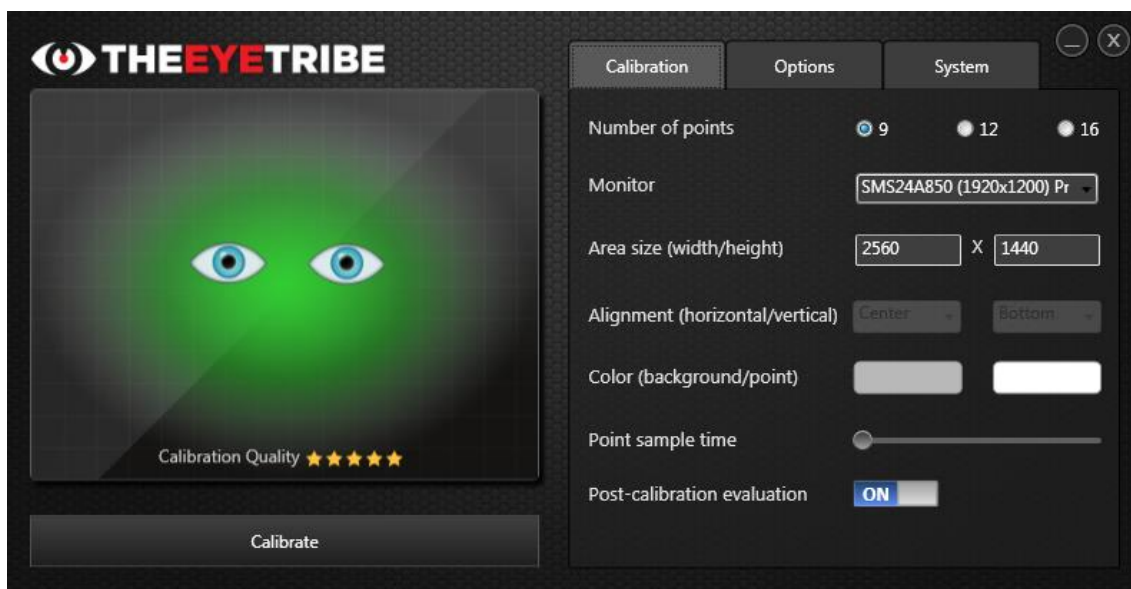 THEEYETRIBE
Calibration Quality
Calibrate
Calibration Options System
Number of points 9 12 16
Monitor SMS24A850 (1920x1200) Pr
Area size (width/height) 2560 X 1440
Alignment (horizontal/vertical) Center Bottom
Color (background/point)
Point sample time
Post-calibration evaluation ON